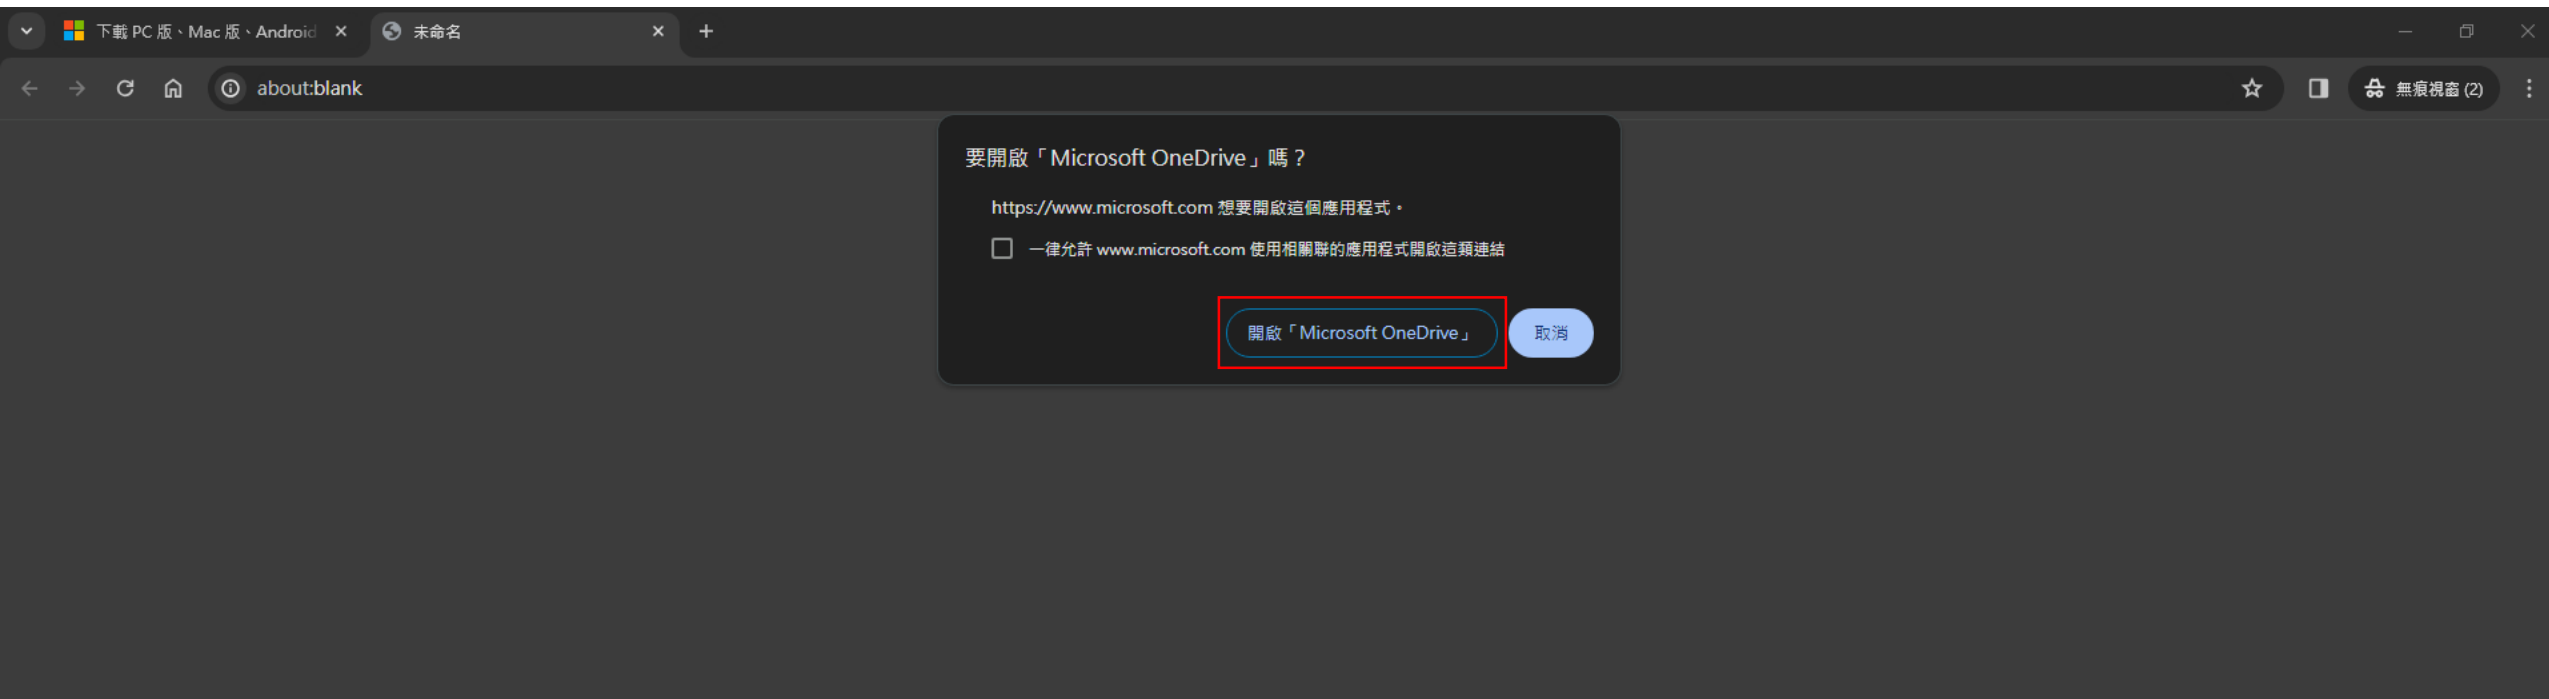 下載 PC 版、Mac 版、Android
未命名
about:blank
無痕視窗 (2)
要開啟「Microsoft OneDrive」嗎？
https://www.microsoft.com 想要開啟這個應用程式。
一律允許 www.microsoft.com 使用相關聯的應用程式開啟這類連結
開啟「Microsoft OneDrive」
取消